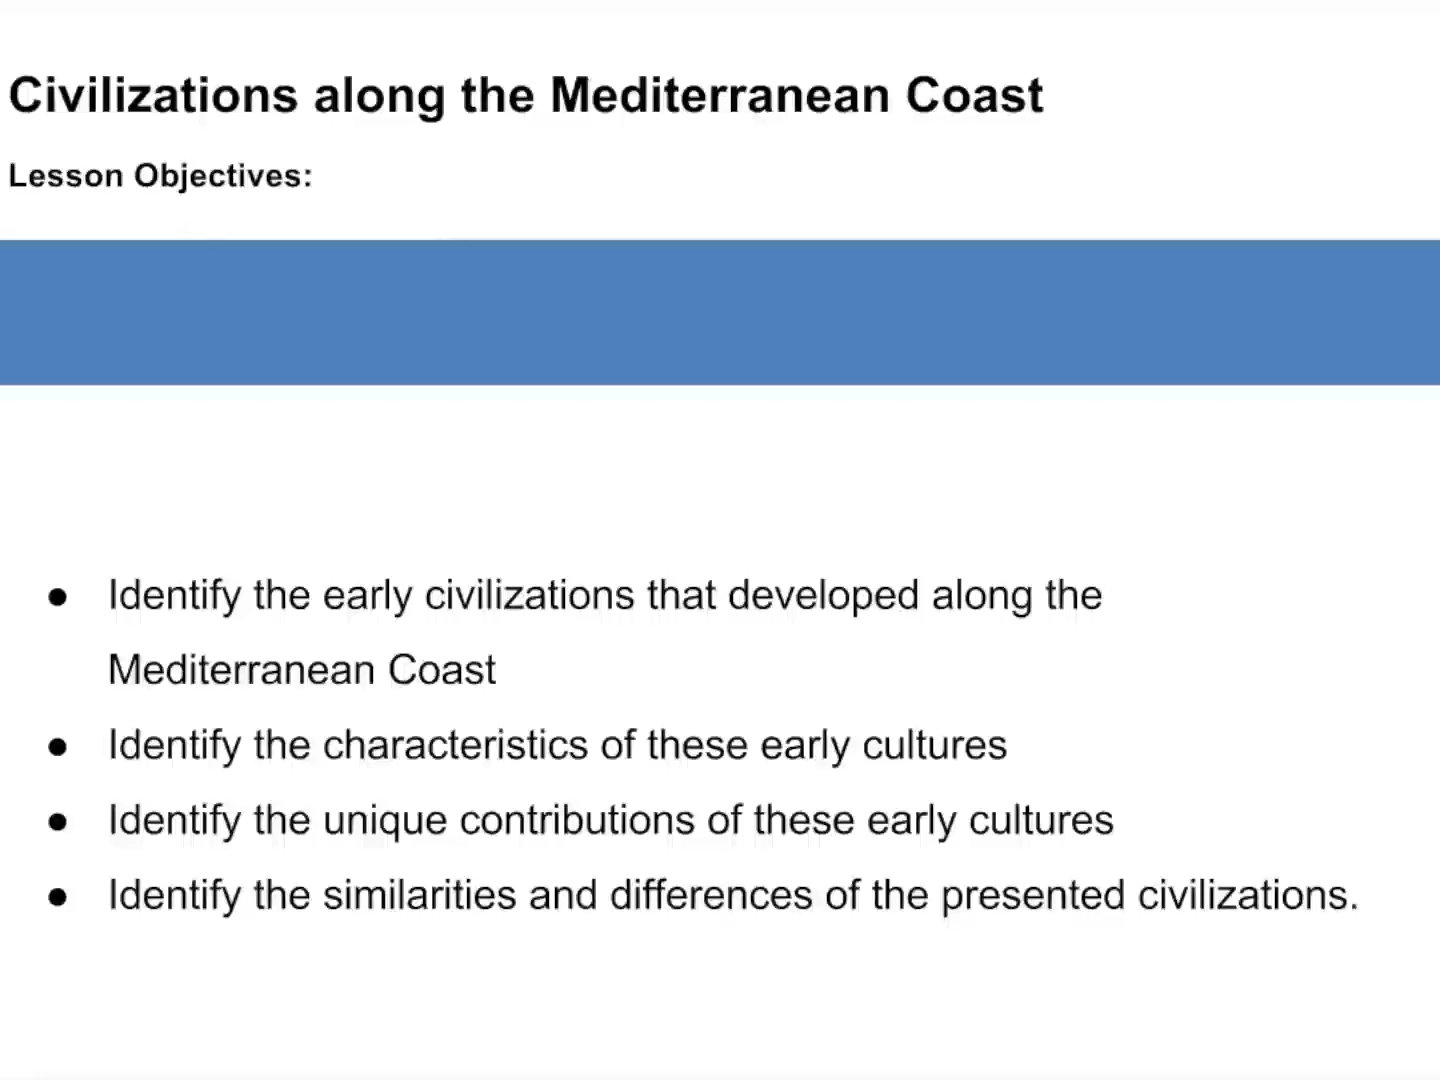 Civilizations along the Mediterranean Coast
Lesson Objectives:
● Identify the early civilizations that developed along the
Mediterranean Coast
● Identify the characteristics of these early cultures
● Identify the unique contributions of these early cultures
● Identify the similarities and differences of the presented civilizations.